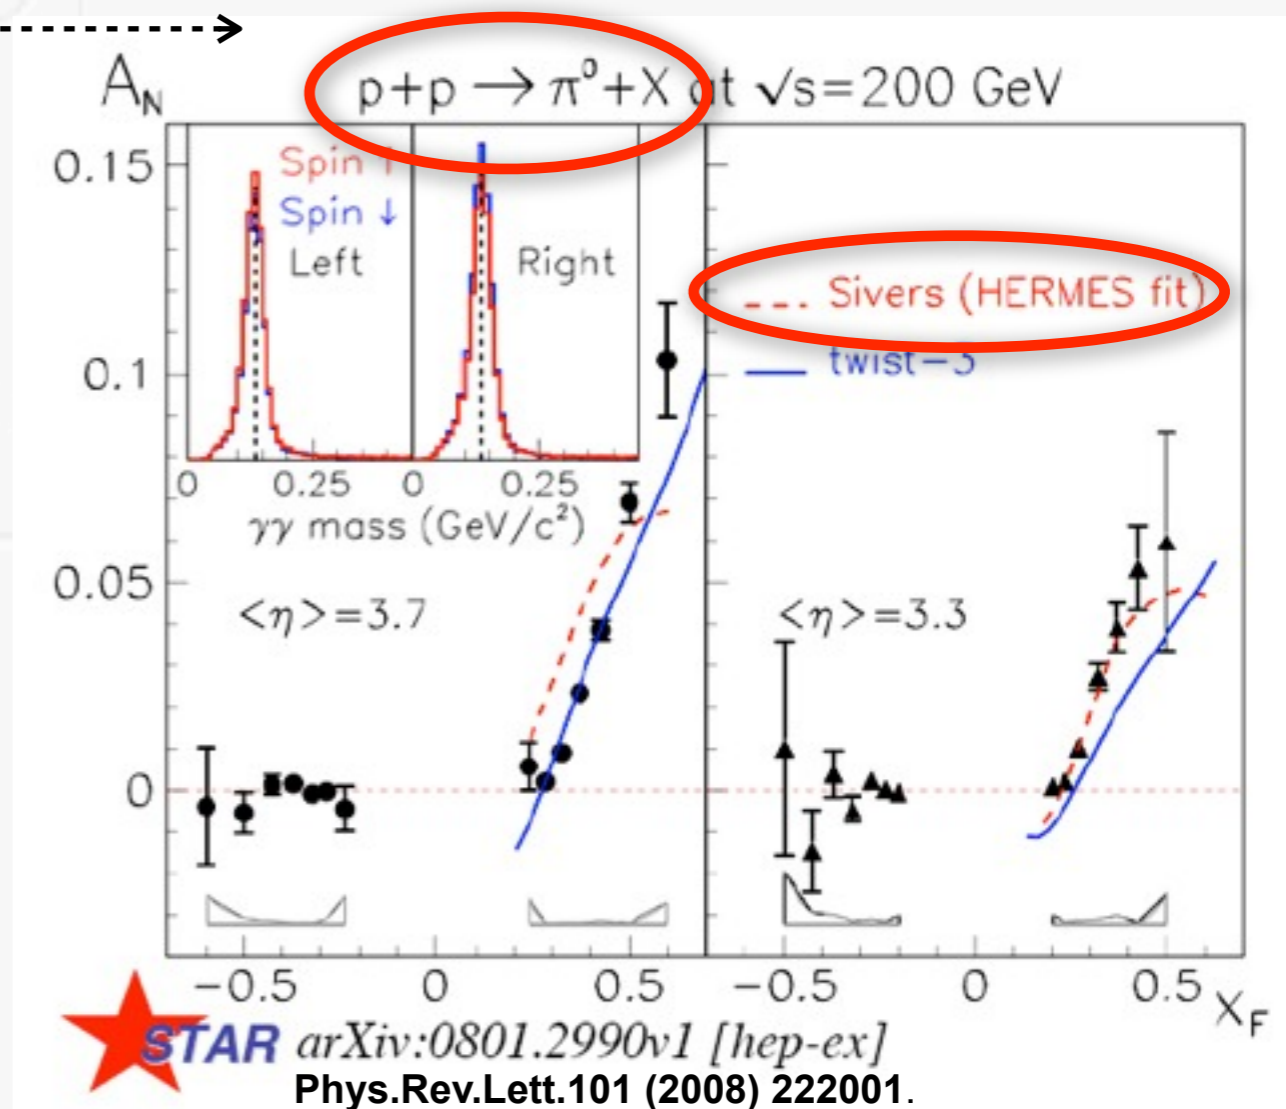 A_N p+p → π⁰+X at √s=200 GeV
0.15
0.1
0.05
0
Spin ↑
Spin ↓
Left
Right
0 0.25 0 0.25
γγ mass (GeV/c²)
Sivers (HERMES fit)
twist-3
<η>=3.7
<η>=3.3
−0.5 0 0.5 −0.5 0 0.5 X_F
STAR arXiv:0801.2990v1 [hep-ex]
Phys.Rev.Lett.101 (2008) 222001.